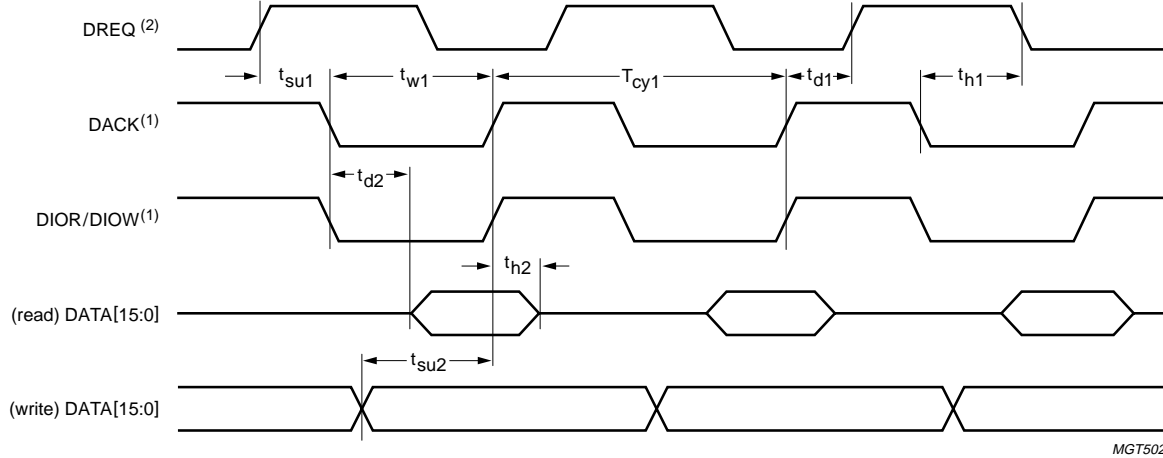 DREQ (2)
tsu1
tw1
Tcy1
td1
th1
DACK(1)
td2
DIOR/DIOW(1)
th2
(read) DATA[15:0]
tsu2
(write) DATA[15:0]
MGT502